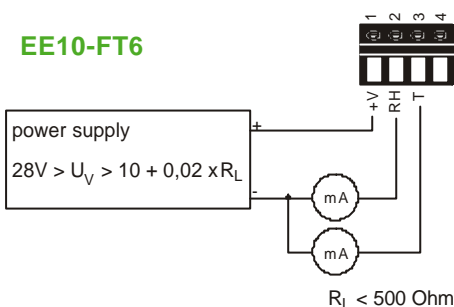 EE10-FT6
1 2 3 4
+V RH T
power supply
+
28V > U_V > 10 + 0,02 x R_L
-
mA
mA
R_L < 500 Ohm